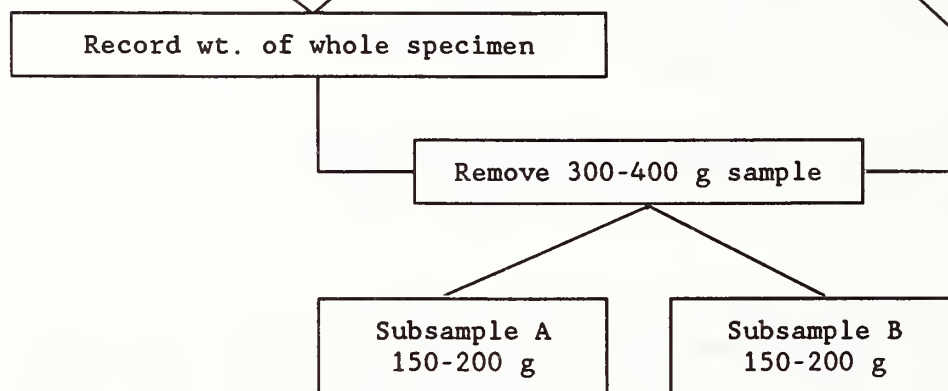 Record wt. of whole specimen
Remove 300-400 g sample
Subsample A
150-200 g
Subsample B
150-200 g